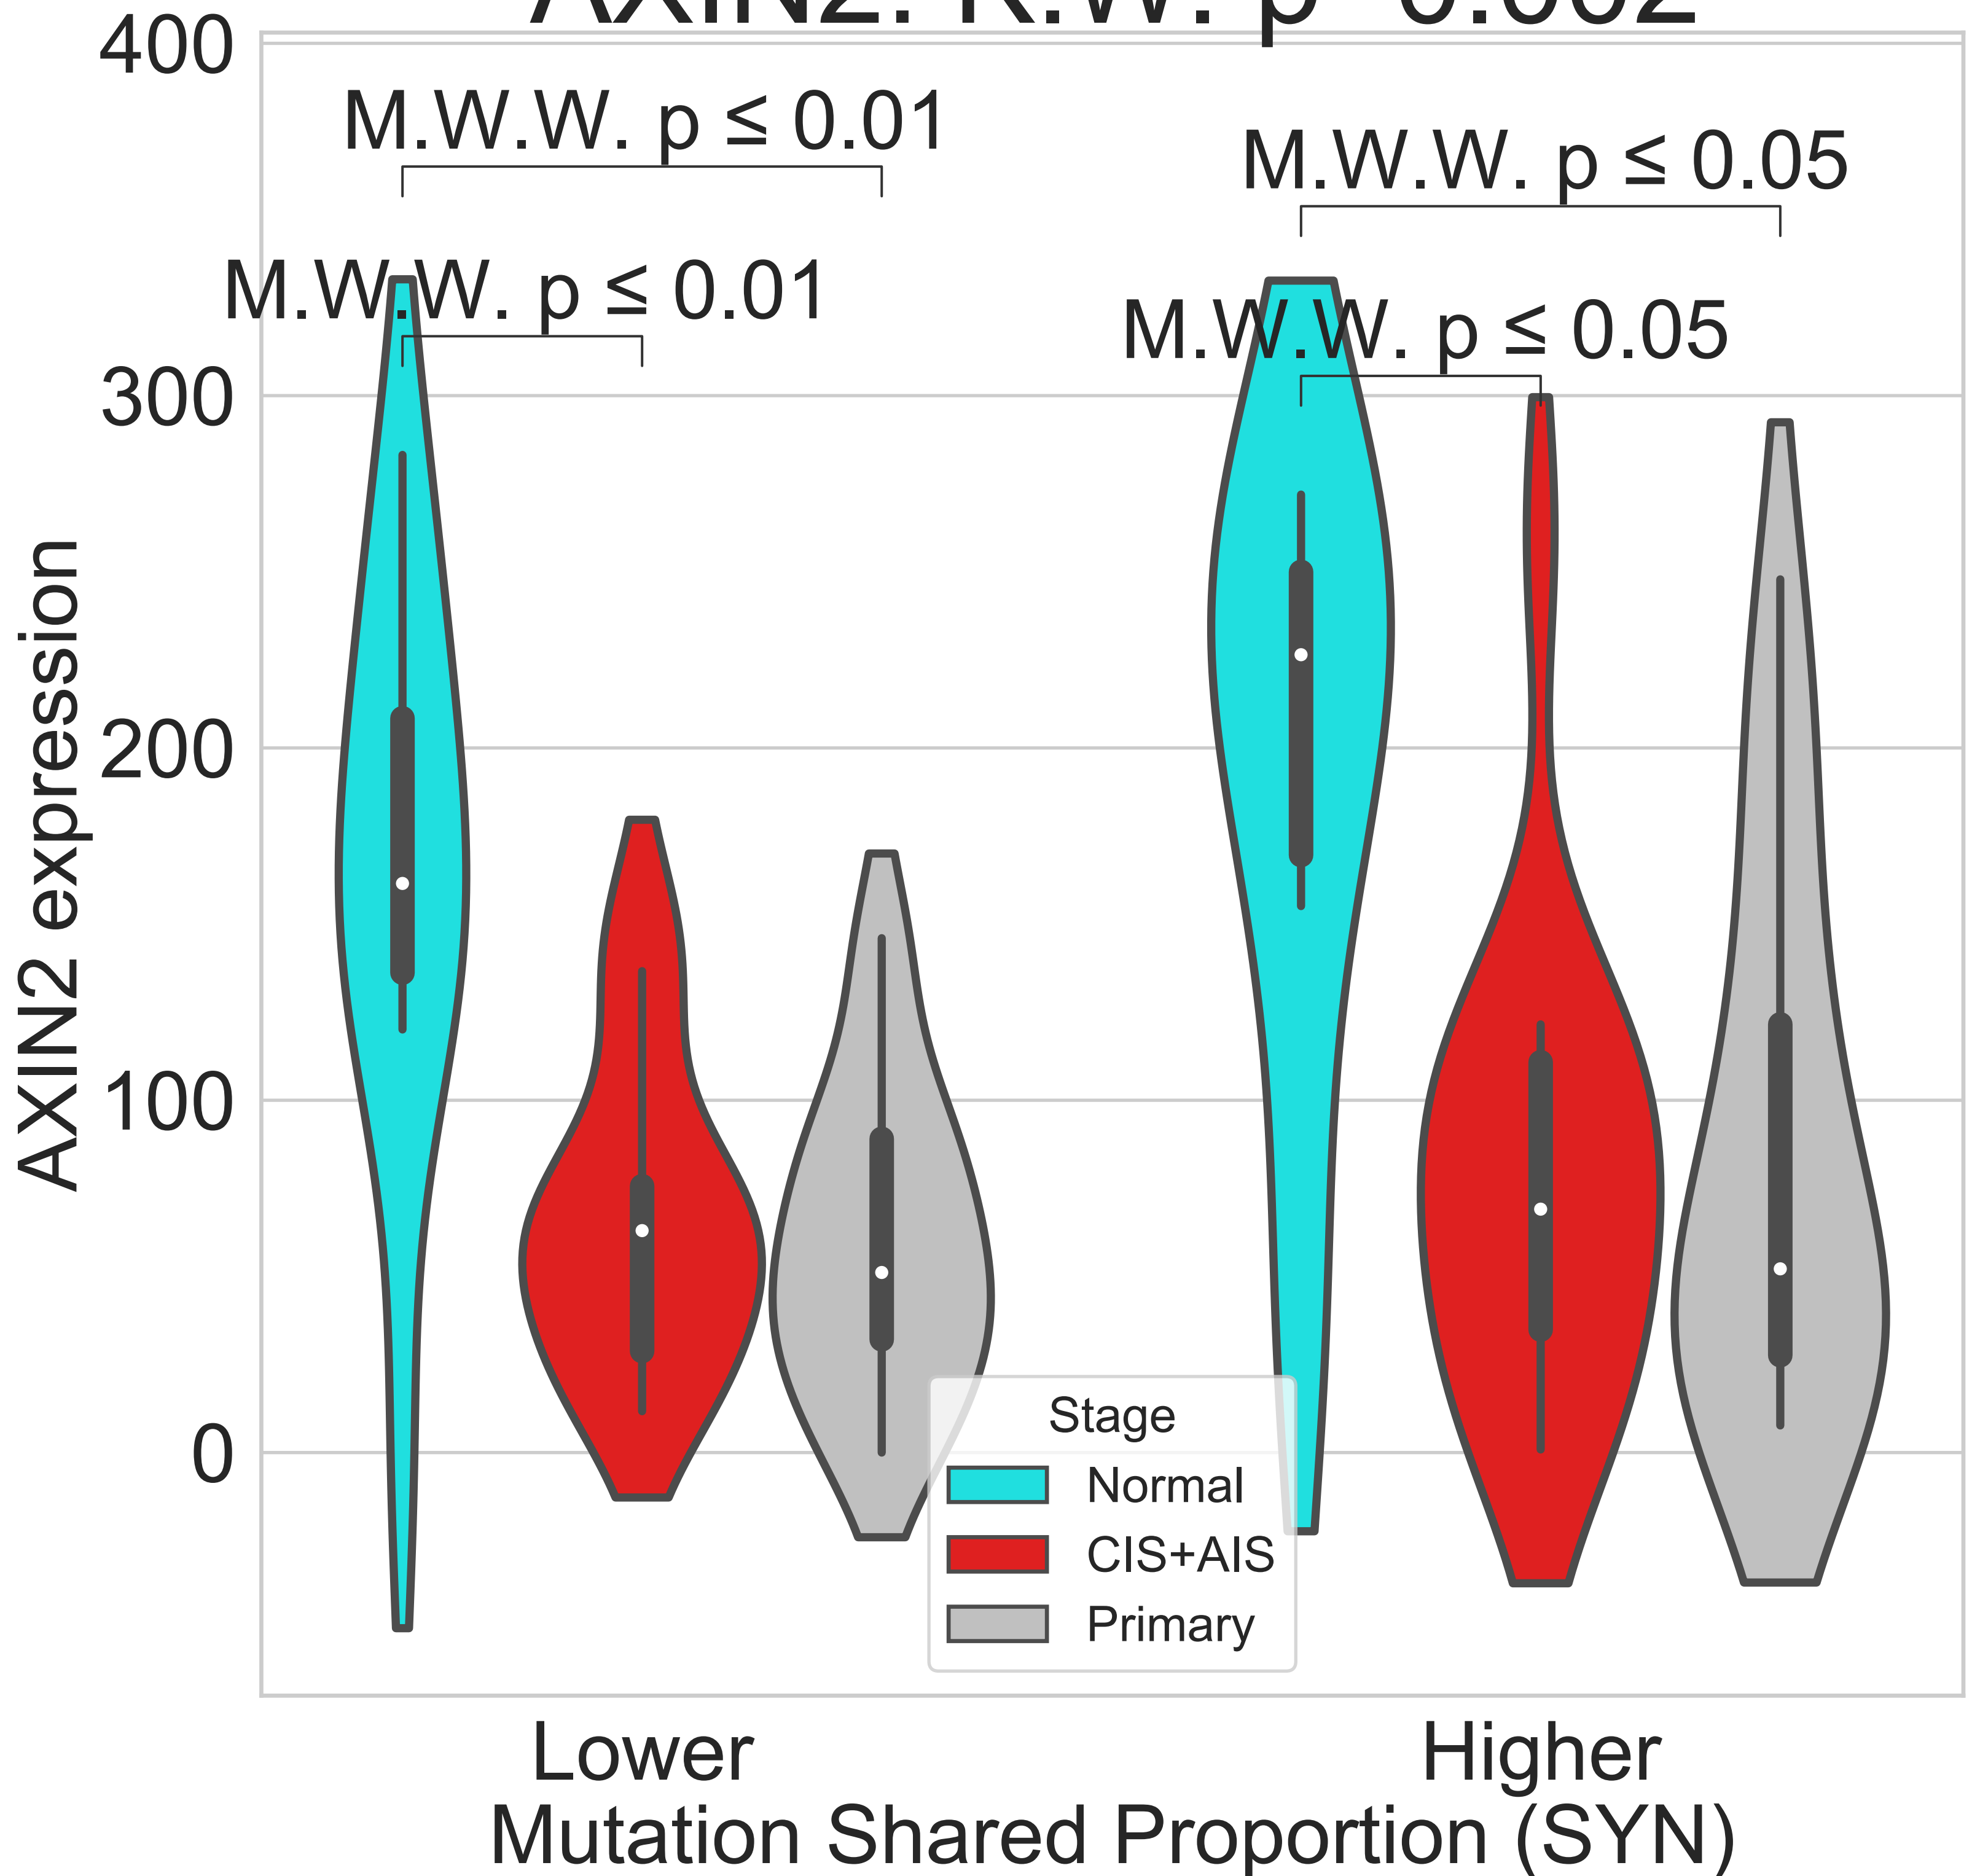 AXIN2: K.W. p
400
M.W.W. p ≤ 0.01
M.W.W. p ≤ 0.05
M.W.W. p ≤ 0.01
M.W.W. p ≤ 0.05
300
200
100
0
AXIN2 expression
Stage
Normal
CIS+AIS
Primary
Lower
Higher
Mutation Shared Proportion (SYN)